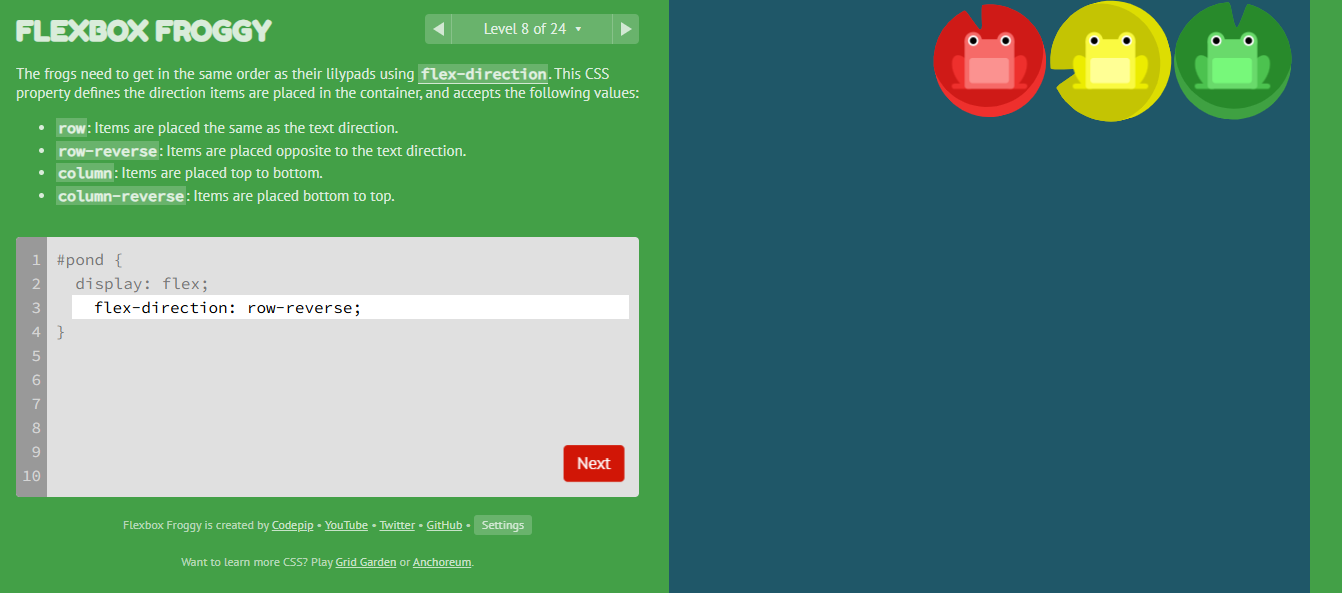 FLEXBOX FROGGY
◀ Level 8 of 24 ▾ ▶
The frogs need to get in the same order as their lilypads using flex-direction. This CSS
property defines the direction items are placed in the container, and accepts the following values:
• row: Items are placed the same as the text direction.
• row-reverse: Items are placed opposite to the text direction.
• column: Items are placed top to bottom.
• column-reverse: Items are placed bottom to top.
1 #pond {
2 display: flex;
3 flex-direction: row-reverse;
4 }
5
6
7
8
9
10
Next
Flexbox Froggy is created by Codepip • YouTube • Twitter • GitHub • Settings
Want to learn more CSS? Play Grid Garden or Anchoreum.